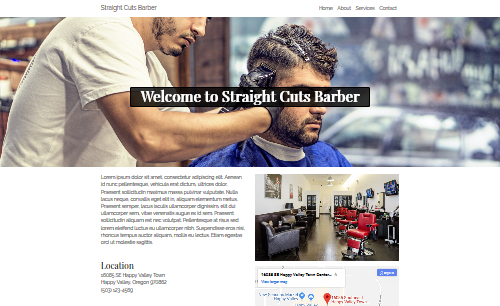 Straight Cuts Barber
Home About Services Contact
Welcome to Straight Cuts Barber
Lorem ipsum dolor sit amet, consectetur adipiscing elit. Aenean
id nunc pellentesque, vehicula erat dictum, ultrices dolor.
Praesent sollicitudin maximus massa pulvinar vulputate. Nulla
lacus neque, convallis eget elit in, aliquam elementum metus.
Praesent semper, lacus iaculis ullamcorper dignissim, elit dui
ullamcorper sem, vitae venenatis augue ex id sem. Praesent
sollicitudin aliquam est nec volutpat. Pellentesque at risus sed
lorem eleifend luctus eu ullamcorper nibh. Suspendisse eros nisi,
rhoncus tempus auctor aliquam, mollis eu lectus. Etiam egestas
orci ut molestie sagittis.
Location
16085 SE Happy Valley Town
Happy Valley, Oregon 970862
(503) 123-4569
16085 SE Happy Valley Town Center...
View larger map